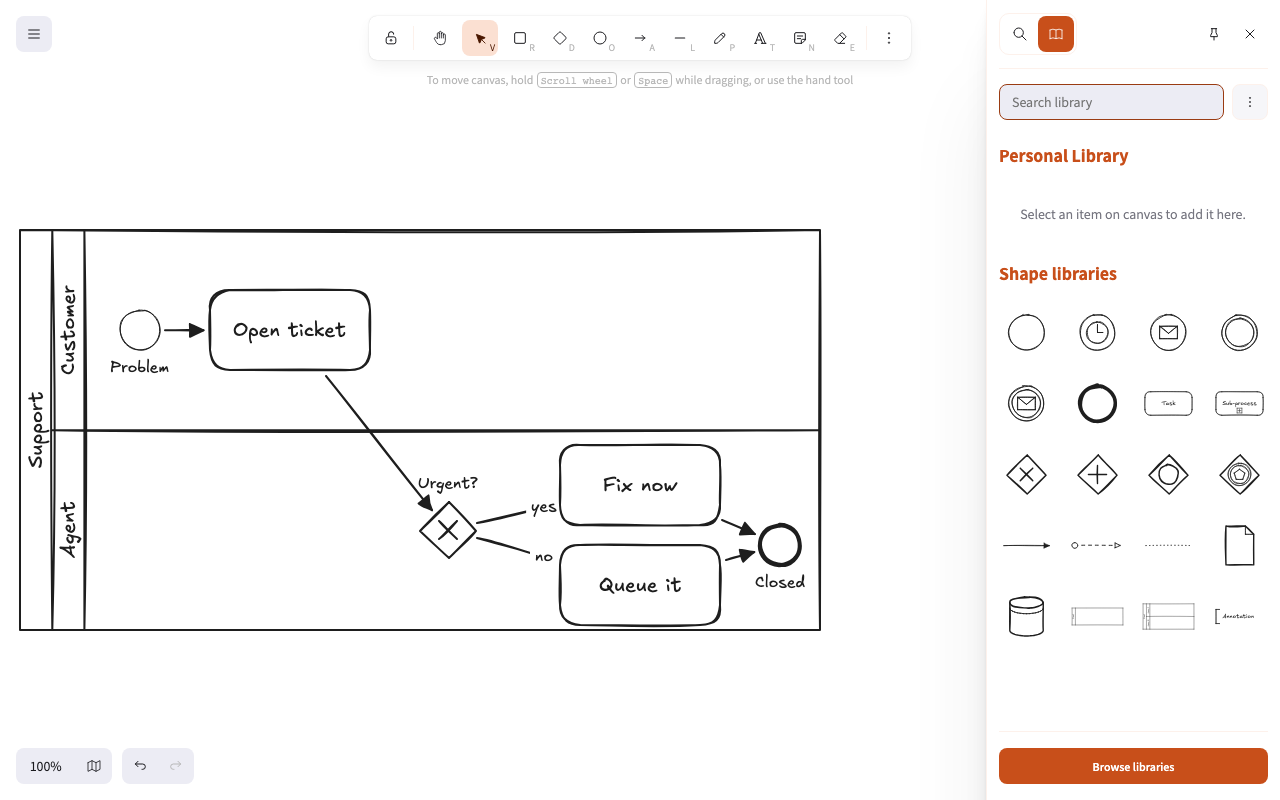 V
R
D
O
A
L
P
T
N
E
To move canvas, hold Scroll wheel or Space while dragging, or use the hand tool
Search library
Personal Library
Select an item on canvas to add it here.
Shape libraries
Task
Sub-process
Annotation
Browse libraries
Support
Customer
Problem
Open ticket
Agent
Urgent?
yes
no
Fix now
Queue it
Closed
100%